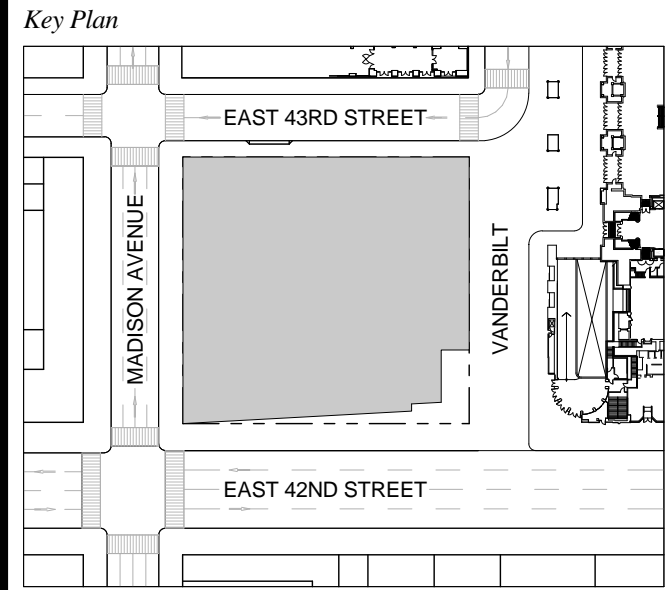 Key Plan
EAST 43RD STREET
MADISON AVENUE
VANDERBILT
EAST 42ND STREET